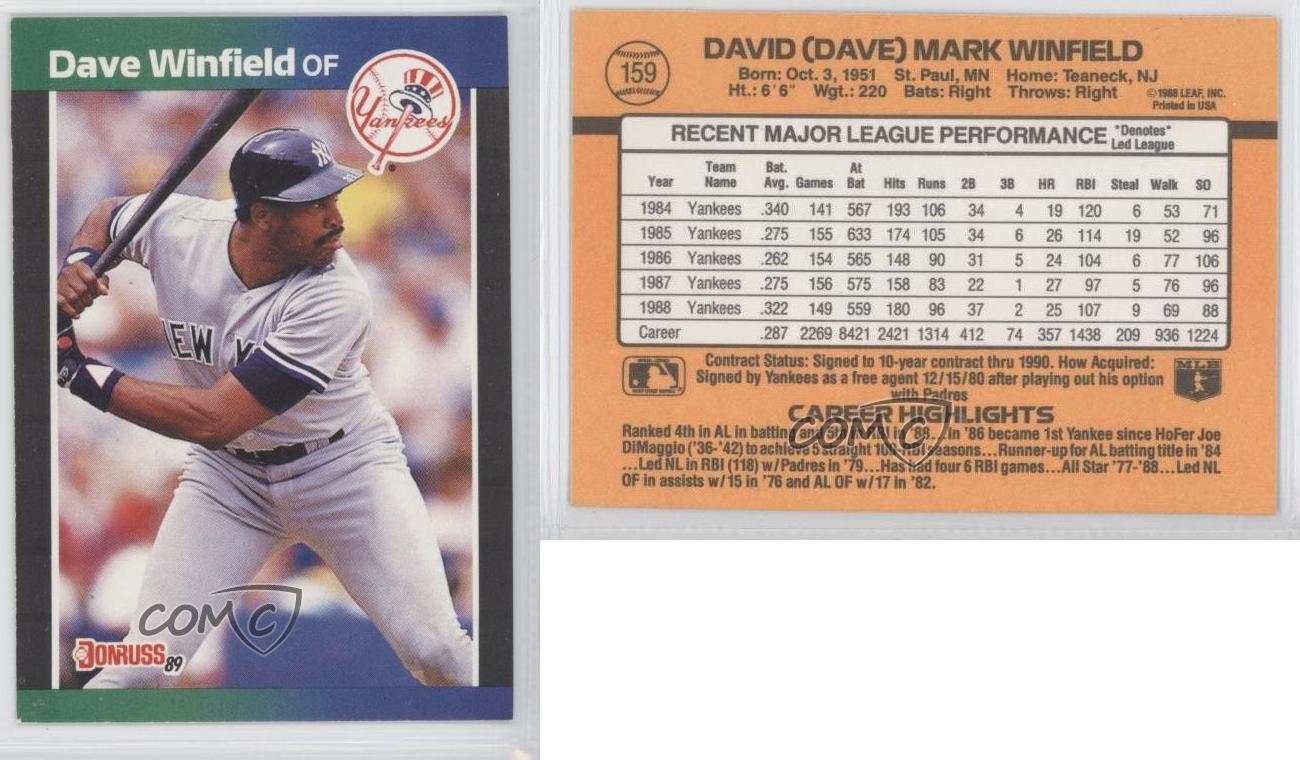 Dave Winfield OF
Yankees
NY
NEW Y
COMC
DONRUSS 89
159
DAVID (DAVE) MARK WINFIELD
Born: Oct. 3, 1951 St. Paul, MN Home: Teaneck, NJ
Ht.: 6'6" Wgt.: 220 Bats: Right Throws: Right
©1988 LEAF, INC.
Printed in USA
RECENT MAJOR LEAGUE PERFORMANCE *Denotes* Led League
Year Team Name Bat. Avg. Games At Bat Hits Runs 2B 3B HR RBI Steal Walk SO
1984 Yankees .340 141 567 193 106 34 4 19 120 6 53 71
1985 Yankees .275 155 633 174 105 34 6 26 114 19 52 96
1986 Yankees .262 154 565 148 90 31 5 24 104 6 77 106
1987 Yankees .275 156 575 158 83 22 1 27 97 5 76 96
1988 Yankees .322 149 559 180 96 37 2 25 107 9 69 88
Career .287 2269 8421 2421 1314 412 74 357 1438 209 936 1224
Contract Status: Signed to 10-year contract thru 1990. How Acquired:
Signed by Yankees as a free agent 12/15/80 after playing out his option
with Padres
MLB
CAREER HIGHLIGHTS
Ranked 4th in AL in batting and in '88...In '86 became 1st Yankee since HoFer Joe
DiMaggio ('36-'42) to achieve 5 straight 100 RBI seasons...Runner-up for AL batting title in '84
...Led NL in RBI (118) w/Padres in '79...Has had four 6 RBI games...All Star '77-'88...Led NL
OF in assists w/15 in '76 and AL OF w/17 in '82.
COMC